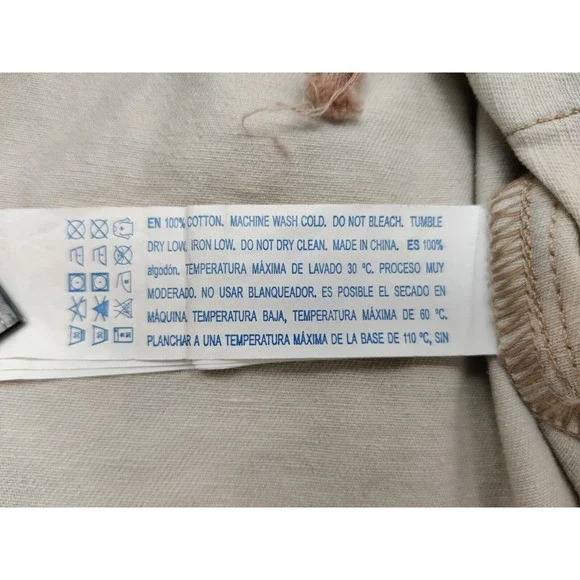 EN 100% COTTON. MACHINE WASH COLD. DO NOT BLEACH. TUMBLE
DRY LOW. IRON LOW. DO NOT DRY CLEAN. MADE IN CHINA. ES 100%
algodón. TEMPERATURA MÁXIMA DE LAVADO 30 ºC. PROCESO MUY
MODERADO. NO USAR BLANQUEADOR. ES POSIBLE EL SECADO EN
MÁQUINA, TEMPERATURA BAJA, TEMPERATURA MÁXIMA DE 60 ºC.
PLANCHAR A UNA TEMPERATURA MÁXIMA DE LA BASE DE 110 ºC, SIN